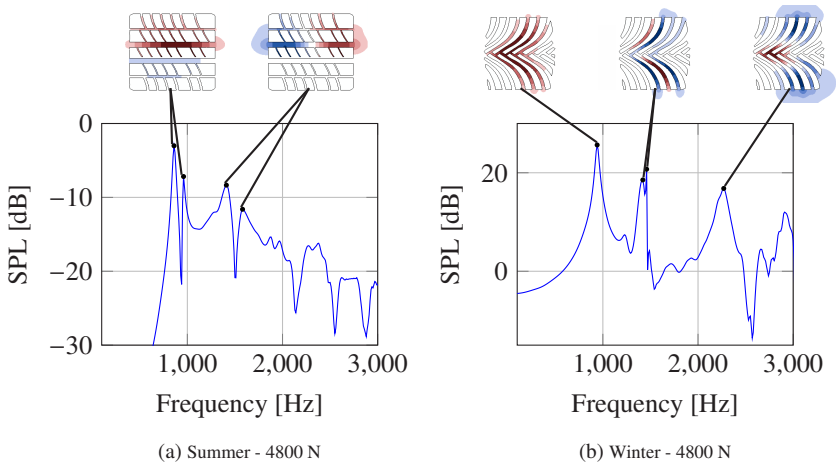 0
−10
−20
−30
SPL [dB]
1,000
2,000
3,000
Frequency [Hz]
(a) Summer - 4800 N
20
0
SPL [dB]
1,000
2,000
3,000
Frequency [Hz]
(b) Winter - 4800 N